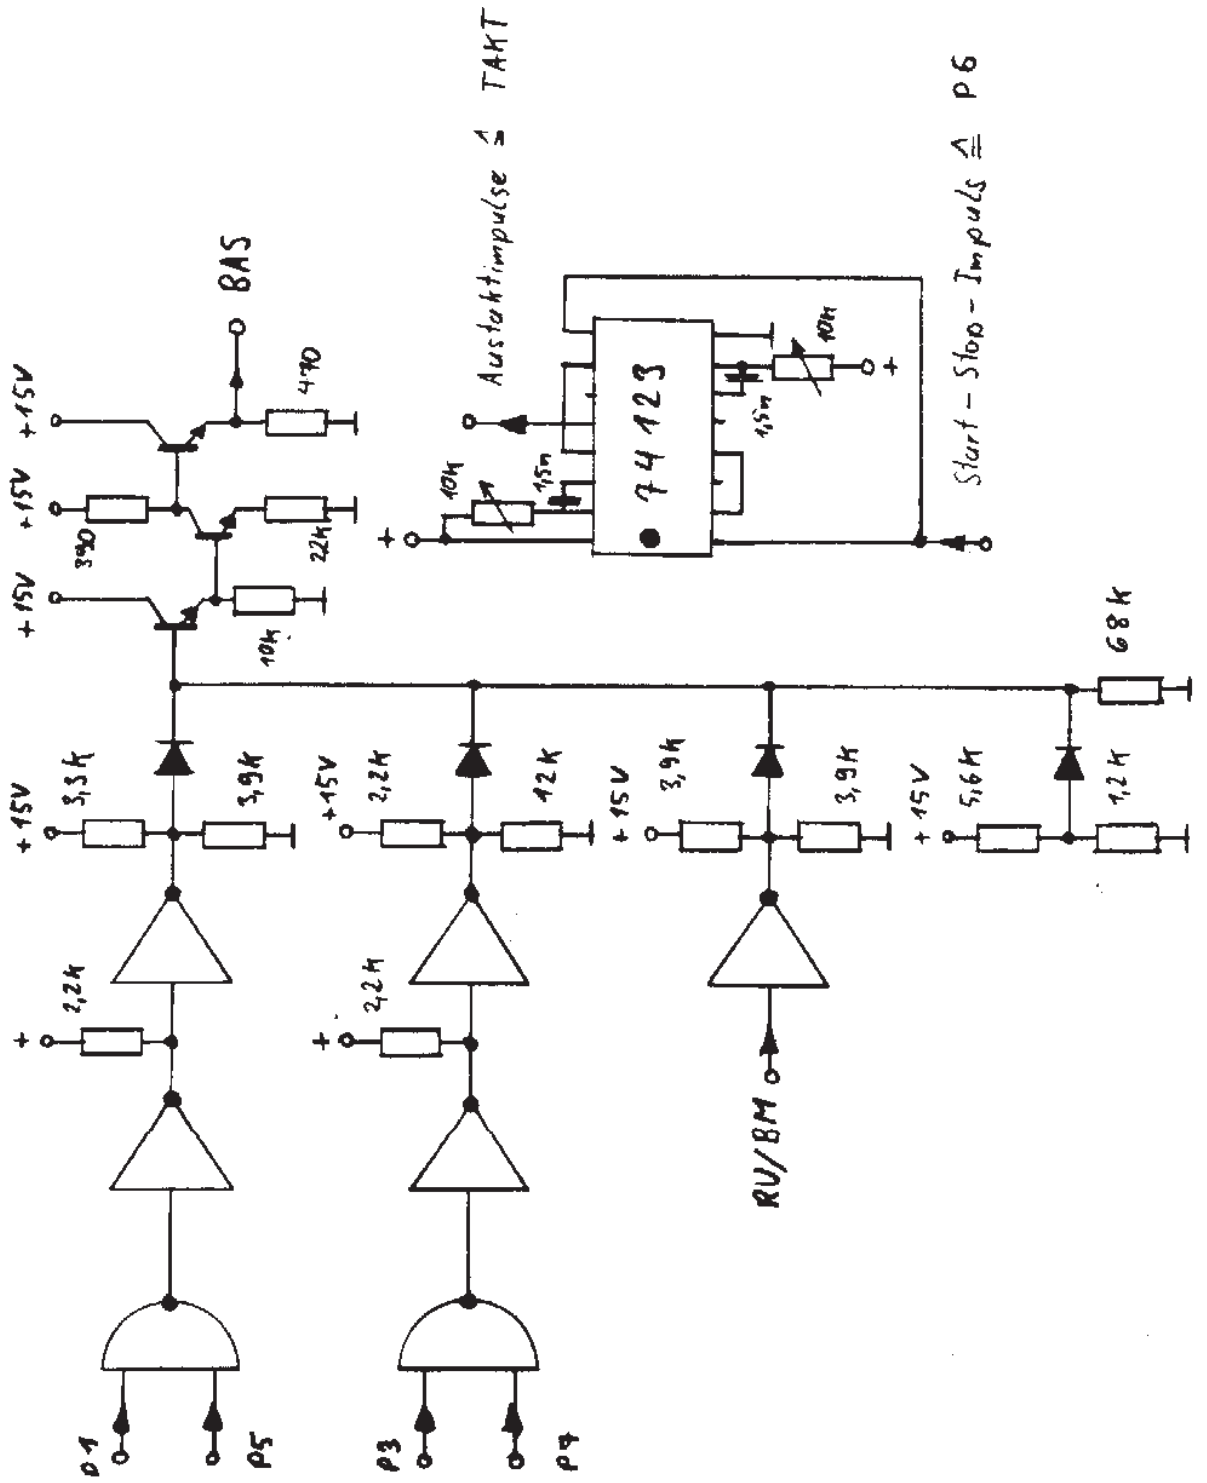 +15V
+15V
+15V
390
BAS
10k
22k
470
Austaktimpulse ≙ TAKT
+
10k
1,5n
74123
1,5n
10k
+
Start-Stop-Impuls ≙ P6
+15V
3,3k
3,9k
+15V
2,2k
12k
+15V
3,9k
3,9k
+15V
5,6k
1,2k
68k
+
2,2k
+
2,2k
RV/BM
P1
P5
P3
P7